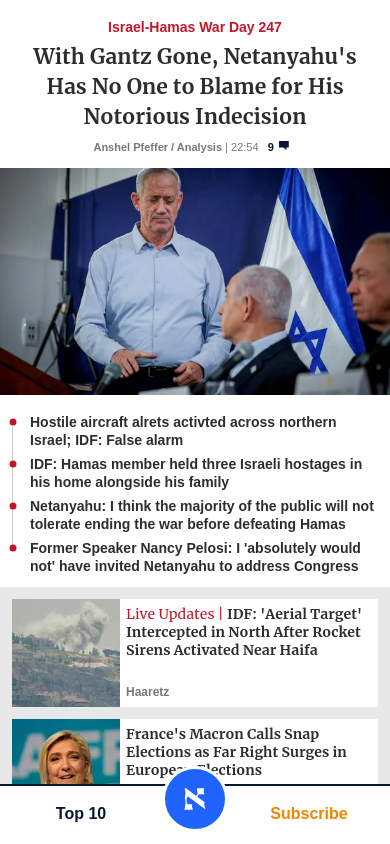 Israel-Hamas War Day 247
With Gantz Gone, Netanyahu's
Has No One to Blame for His
Notorious Indecision
Anshel Pfeffer / Analysis | 22:54 9
Hostile aircraft alrets activted across northern
Israel; IDF: False alarm
IDF: Hamas member held three Israeli hostages in
his home alongside his family
Netanyahu: I think the majority of the public will not
tolerate ending the war before defeating Hamas
Former Speaker Nancy Pelosi: I 'absolutely would
not' have invited Netanyahu to address Congress
Live Updates | IDF: 'Aerial Target'
Intercepted in North After Rocket
Sirens Activated Near Haifa
Haaretz
France's Macron Calls Snap
Elections as Far Right Surges in
European Elections
Top 10
Subscribe